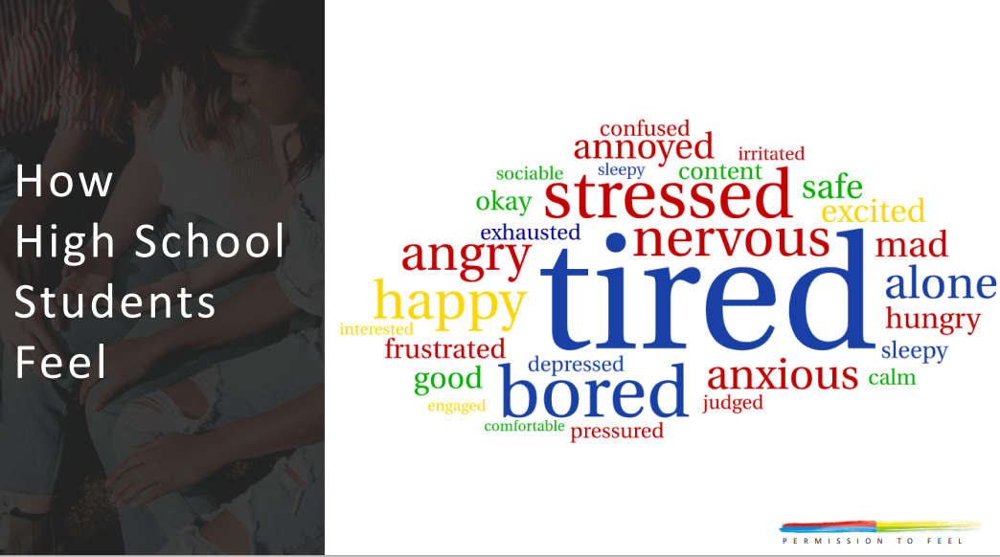 How
High School
Students
Feel
confused
annoyed
irritated
sociable
sleepy
content
okay
stressed
safe
excited
exhausted
nervous
mad
angry
tired
alone
happy
hungry
interested
frustrated
sleepy
depressed
anxious
calm
good
bored
judged
engaged
comfortable
pressured
PERMISSION TO FEEL